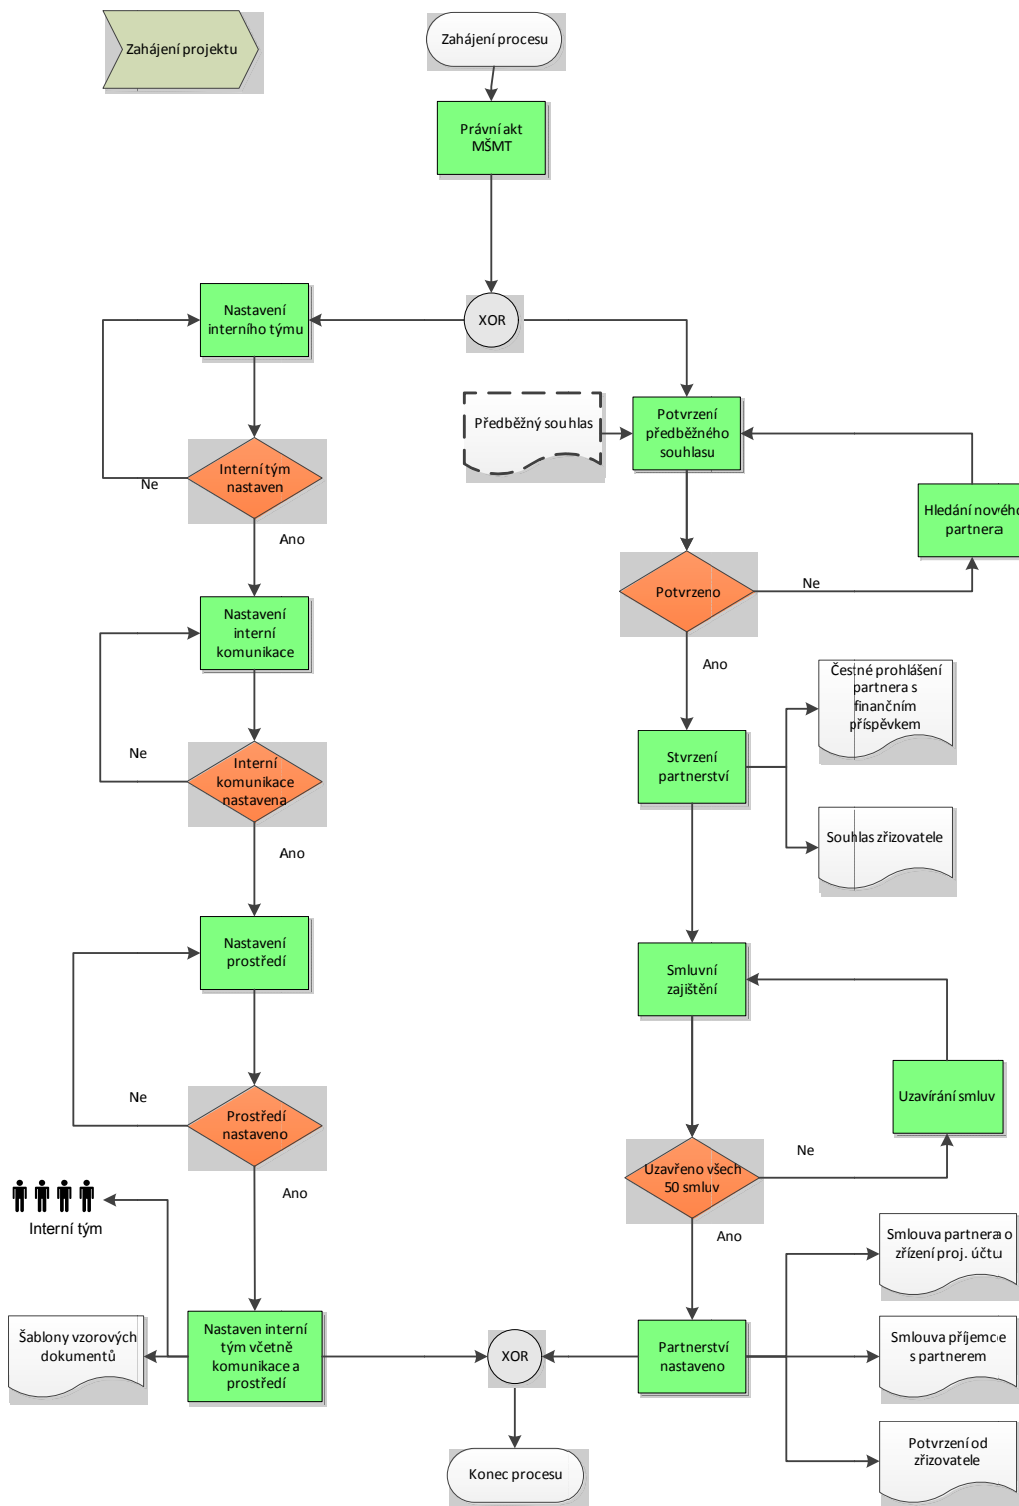 Zahájení projektu
Zahájení procesu
Právní akt
MŠMT
XOR
Nastavení
interního týmu
Předběžný souhlas
Potvrzení
předběžného
souhlasu
Interní tým
nastaven
Ne
Ano
Hledání nového
partnera
Potvrzeno
Ne
Ano
Nastavení
interní
komunikace
Čestné prohlášení
partnera s
finančním
příspěvkem
Stvrzení
partnerství
Ne
Interní
komunikace
nastavena
Ano
Souhlas zřizovatele
Nastavení
prostředí
Smluvní
zajištění
Ne
Prostředí
nastaveno
Ano
Uzavírání smluv
Uzavřeno všech
50 smluv
Ne
Ano
Interní tým
Smlouva partnera o
zřízení proj. účtu
Šablony vzorových
dokumentů
Nastaven interní
tým včetně
komunikace a
prostředí
XOR
Partnerství
nastaveno
Smlouva příjemce
s partnerem
Konec procesu
Potvrzení od
zřizovatele